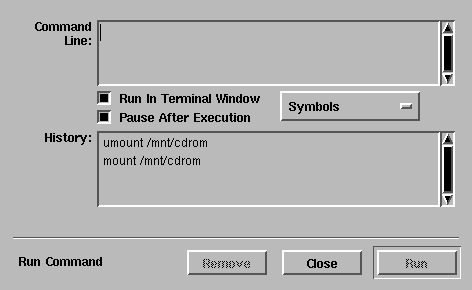 Command
Line:
Run In Terminal Window
Pause After Execution
Symbols
History:
umount /mnt/cdrom
mount /mnt/cdrom
Run Command
Remove
Close
Run